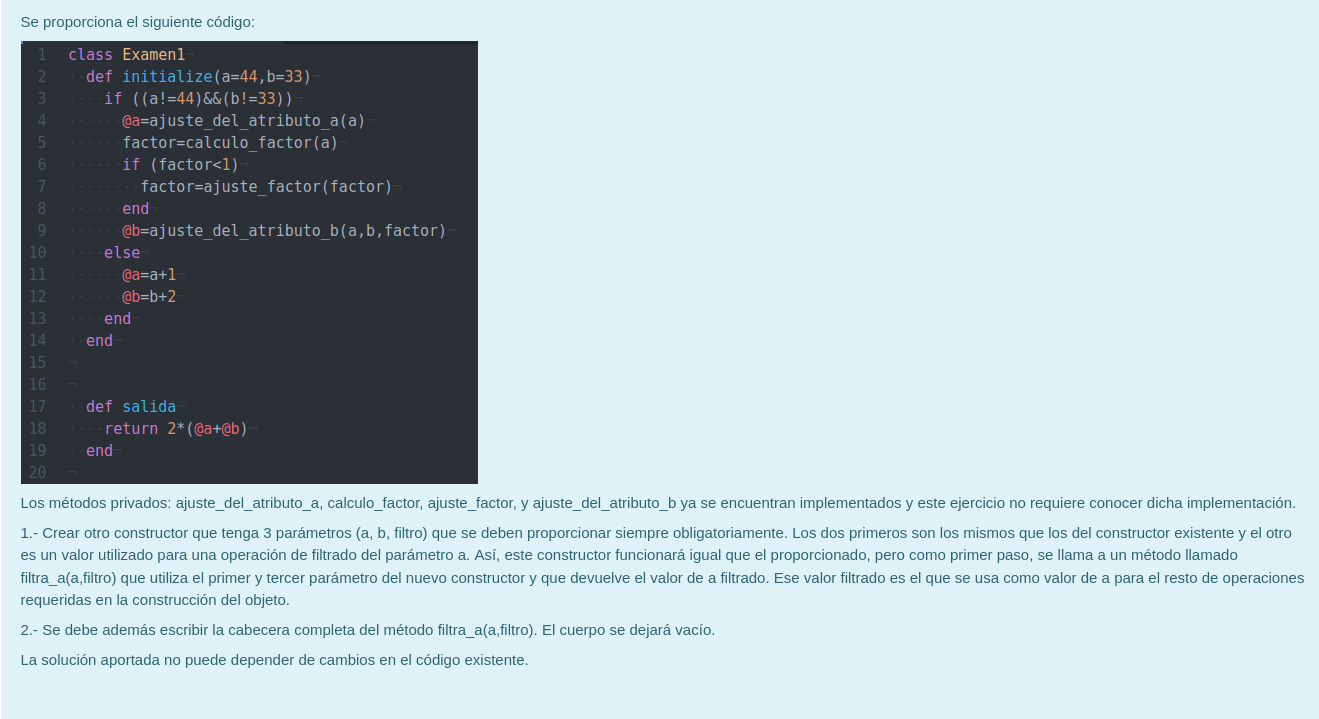 Se proporciona el siguiente código:
1 class Examen1¬
2 ··def initialize(a=44,b=33)¬
3 ····if ((a!=44)&&(b!=33))¬
4 ······@a=ajuste_del_atributo_a(a)¬
5 ······factor=calculo_factor(a)¬
6 ······if (factor<1)¬
7 ········factor=ajuste_factor(factor)¬
8 ······end¬
9 ······@b=ajuste_del_atributo_b(a,b,factor)¬
10 ····else¬
11 ······@a=a+1¬
12 ······@b=b+2¬
13 ····end¬
14 ··end¬
15 ¬
16 ¬
17 ··def salida¬
18 ····return 2*(@a+@b)¬
19 ··end¬
20 ¬
Los métodos privados: ajuste_del_atributo_a, calculo_factor, ajuste_factor, y ajuste_del_atributo_b ya se encuentran implementados y este ejercicio no requiere conocer dicha implementación.
1.- Crear otro constructor que tenga 3 parámetros (a, b, filtro) que se deben proporcionar siempre obligatoriamente. Los dos primeros son los mismos que los del constructor existente y el otro
es un valor utilizado para una operación de filtrado del parámetro a. Así, este constructor funcionará igual que el proporcionado, pero como primer paso, se llama a un método llamado
filtra_a(a,filtro) que utiliza el primer y tercer parámetro del nuevo constructor y que devuelve el valor de a filtrado. Ese valor filtrado es el que se usa como valor de a para el resto de operaciones
requeridas en la construcción del objeto.
2.- Se debe además escribir la cabecera completa del método filtra_a(a,filtro). El cuerpo se dejará vacío.
La solución aportada no puede depender de cambios en el código existente.